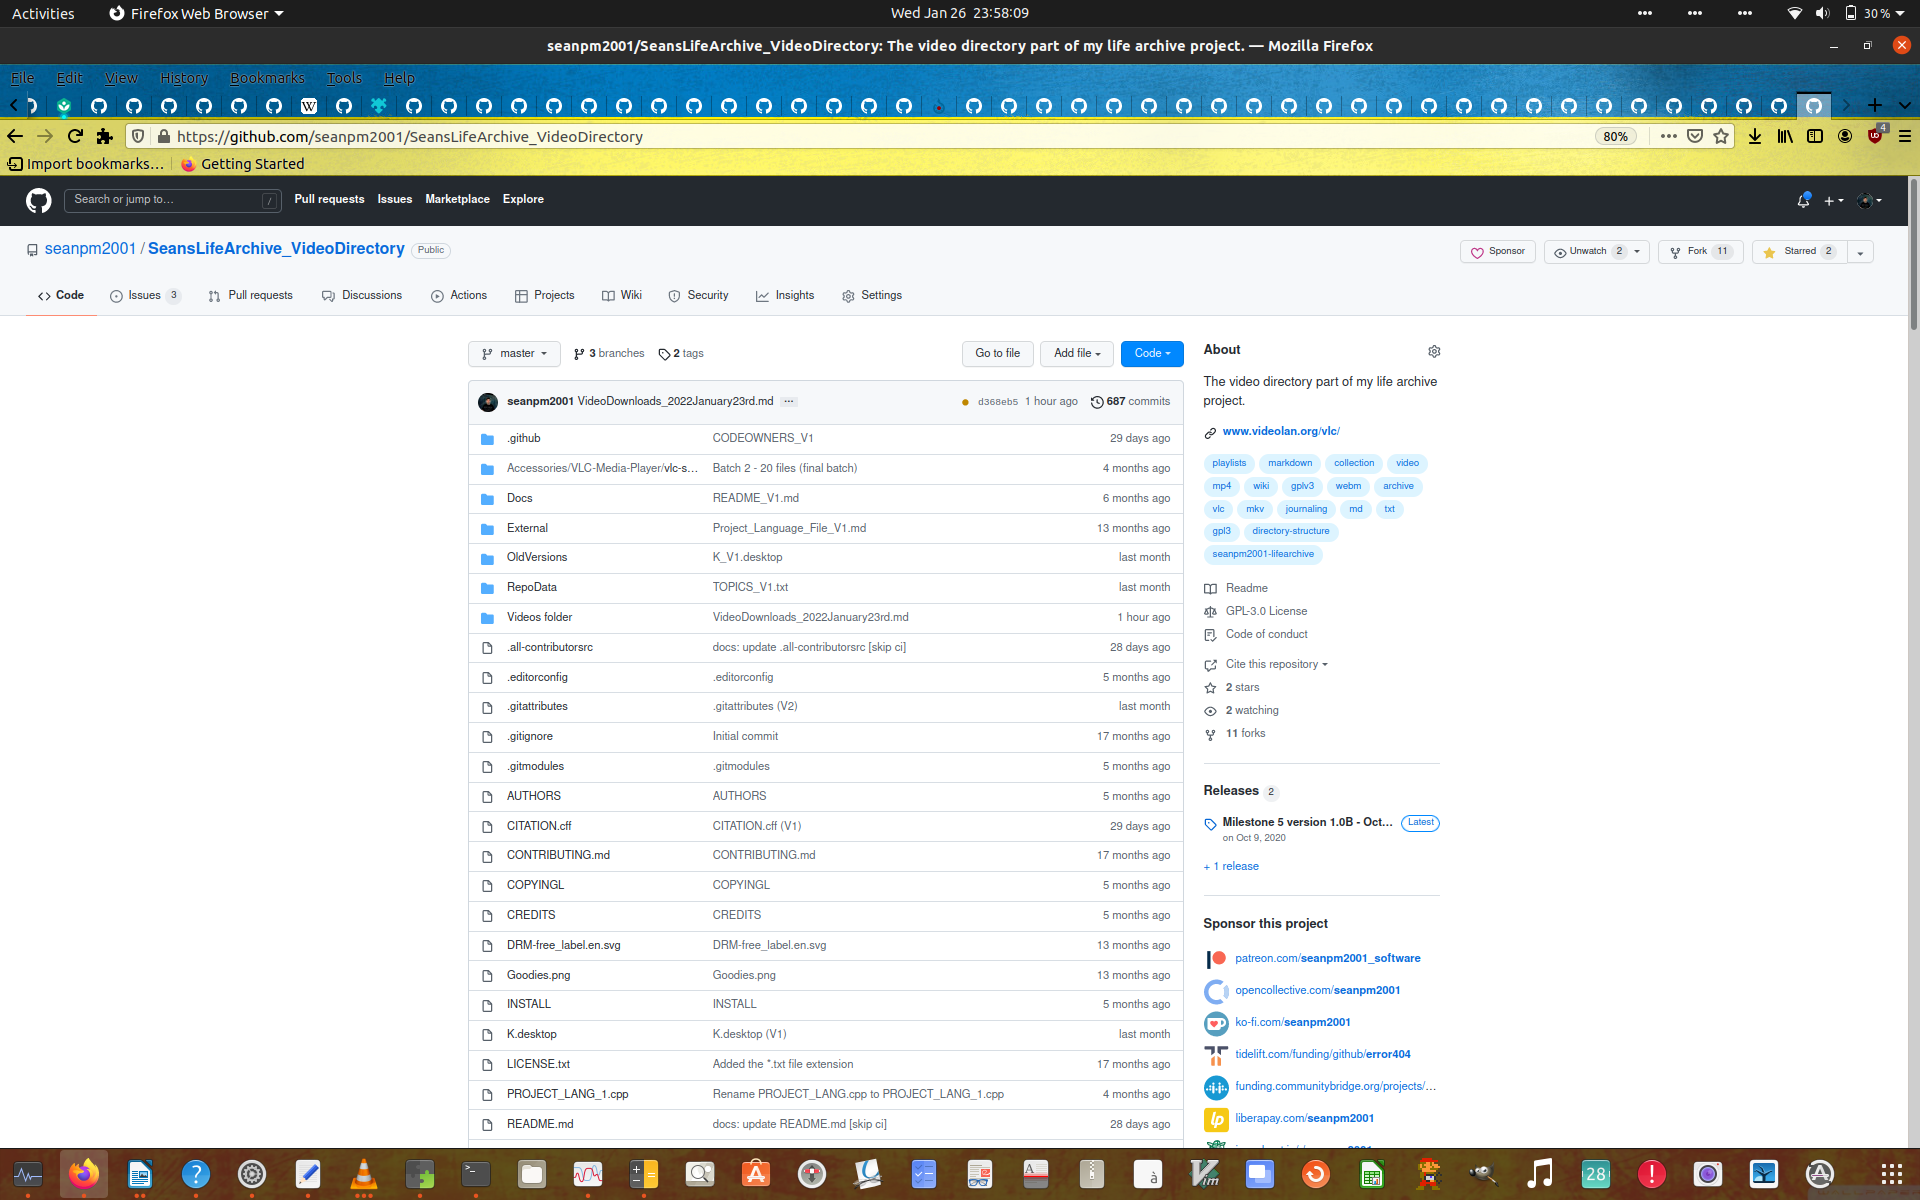 Activities Firefox Web Browser Wed Jan 26 23:58:09 30 %
seanpm2001/SeansLifeArchive_VideoDirectory: The video directory part of my life archive project. — Mozilla Firefox
File Edit View History Bookmarks Tools Help
https://github.com/seanpm2001/SeansLifeArchive_VideoDirectory 80% 4
Import bookmarks… Getting Started
Search or jump to… / Pull requests Issues Marketplace Explore
seanpm2001 / SeansLifeArchive_VideoDirectory Public Sponsor Unwatch 2 Fork 11 Starred 2
Code Issues 3 Pull requests Discussions Actions Projects Wiki Security Insights Settings
master 3 branches 2 tags Go to file Add file Code
seanpm2001 VideoDownloads_2022January23rd.md ... d368eb5 1 hour ago 687 commits
.github CODEOWNERS_V1 29 days ago
Accessories/VLC-Media-Player/vlc-s… Batch 2 - 20 files (final batch) 4 months ago
Docs README_V1.md 6 months ago
External Project_Language_File_V1.md 13 months ago
OldVersions K_V1.desktop last month
RepoData TOPICS_V1.txt last month
Videos folder VideoDownloads_2022January23rd.md 1 hour ago
.all-contributorsrc docs: update .all-contributorsrc [skip ci] 28 days ago
.editorconfig .editorconfig 5 months ago
.gitattributes .gitattributes (V2) last month
.gitignore Initial commit 17 months ago
.gitmodules .gitmodules 5 months ago
AUTHORS AUTHORS 5 months ago
CITATION.cff CITATION.cff (V1) 29 days ago
CONTRIBUTING.md CONTRIBUTING.md 17 months ago
COPYINGL COPYINGL 5 months ago
CREDITS CREDITS 5 months ago
DRM-free_label.en.svg DRM-free_label.en.svg 13 months ago
Goodies.png Goodies.png 13 months ago
INSTALL INSTALL 5 months ago
K.desktop K.desktop (V1) last month
LICENSE.txt Added the *.txt file extension 17 months ago
PROJECT_LANG_1.cpp Rename PROJECT_LANG.cpp to PROJECT_LANG_1.cpp 4 months ago
README.md docs: update README.md [skip ci] 28 days ago
About
The video directory part of my life archive
project.
www.videolan.org/vlc/
playlists markdown collection video
mp4 wiki gplv3 webm archive
vlc mkv journaling md txt
gpl3 directory-structure
seanpm2001-lifearchive
Readme
GPL-3.0 License
Code of conduct
Cite this repository
2 stars
2 watching
11 forks
Releases 2
Milestone 5 version 1.0B - Oct… Latest
on Oct 9, 2020
+ 1 release
Sponsor this project
patreon.com/seanpm2001_software
opencollective.com/seanpm2001
ko-fi.com/seanpm2001
tidelift.com/funding/github/error404
funding.communitybridge.org/projects/…
liberapay.com/seanpm2001
28